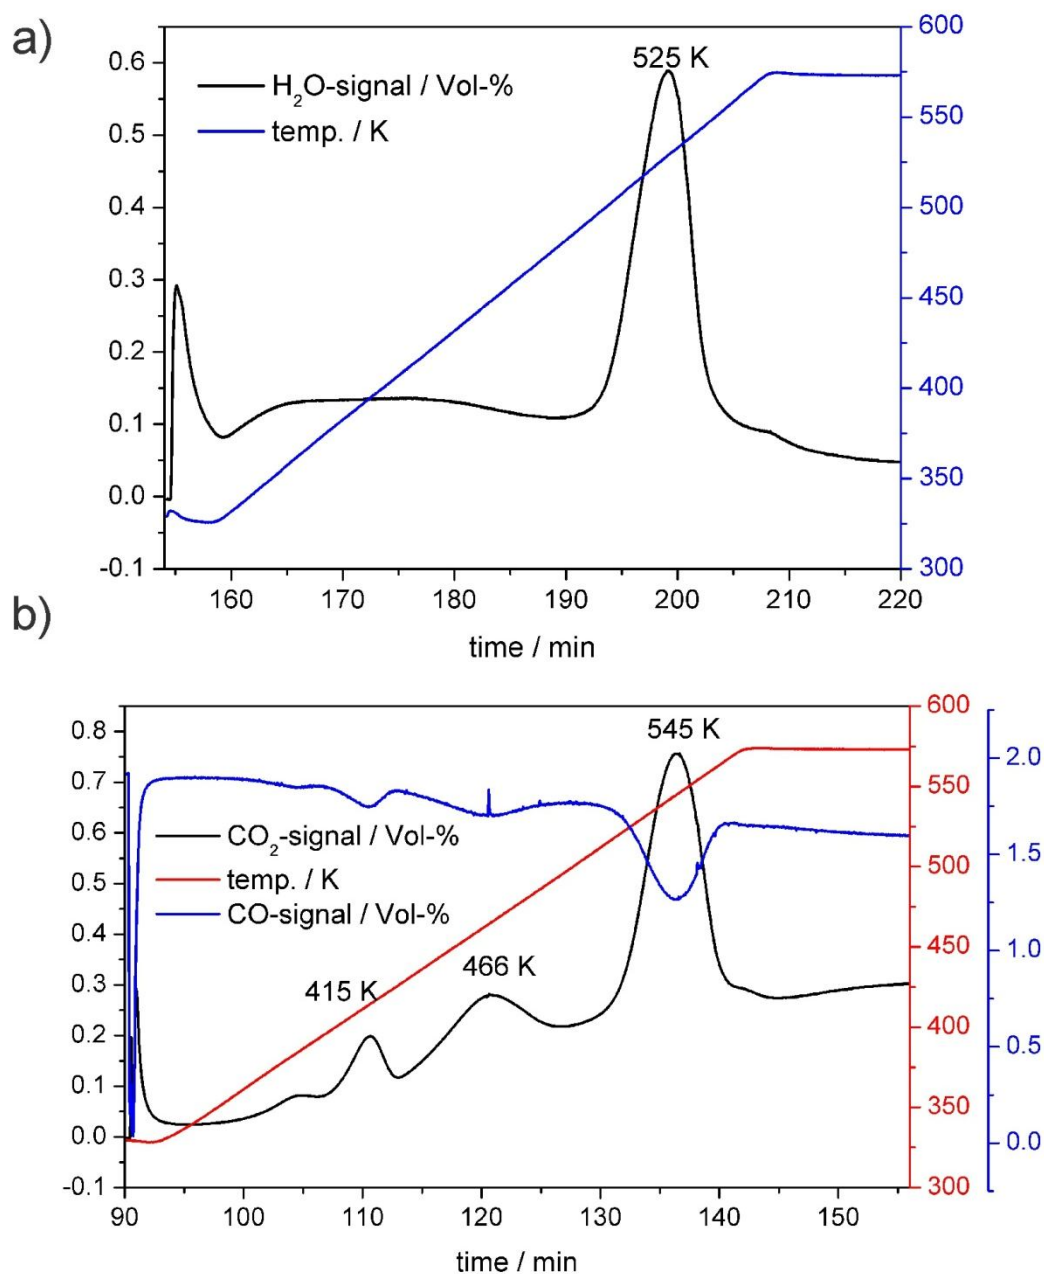 a)
525 K
H₂O-signal / Vol-%
temp. / K
0.6
0.5
0.4
0.3
0.2
0.1
0.0
-0.1
600
550
500
450
400
350
300
160 170 180 190 200 210 220
time / min
b)
545 K
CO₂-signal / Vol-%
temp. / K
CO-signal / Vol-%
415 K
466 K
0.8
0.7
0.6
0.5
0.4
0.3
0.2
0.1
0.0
-0.1
600
550
500
450
400
350
300
2.0
1.5
1.0
0.5
0.0
90 100 110 120 130 140 150
time / min